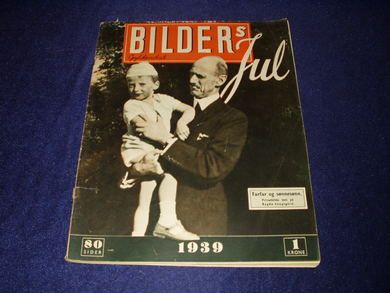 BILDERs
Jul
Farfar og sønnesønn.
80
SIDER
1939
1
KRONE